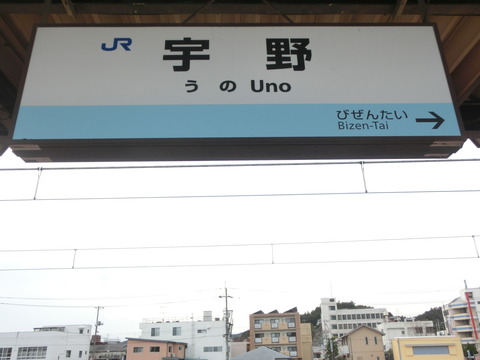 JR 宇野
うの Uno
びぜんたい →
Bizen-Tai